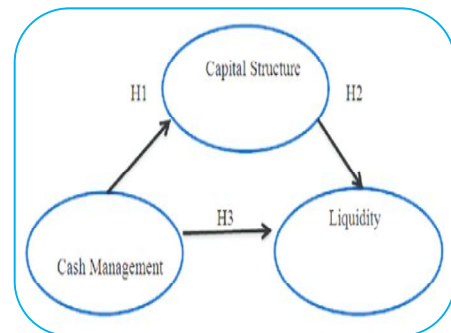 Capital Structure
H1
H2
H3
Liquidity
Cash Management